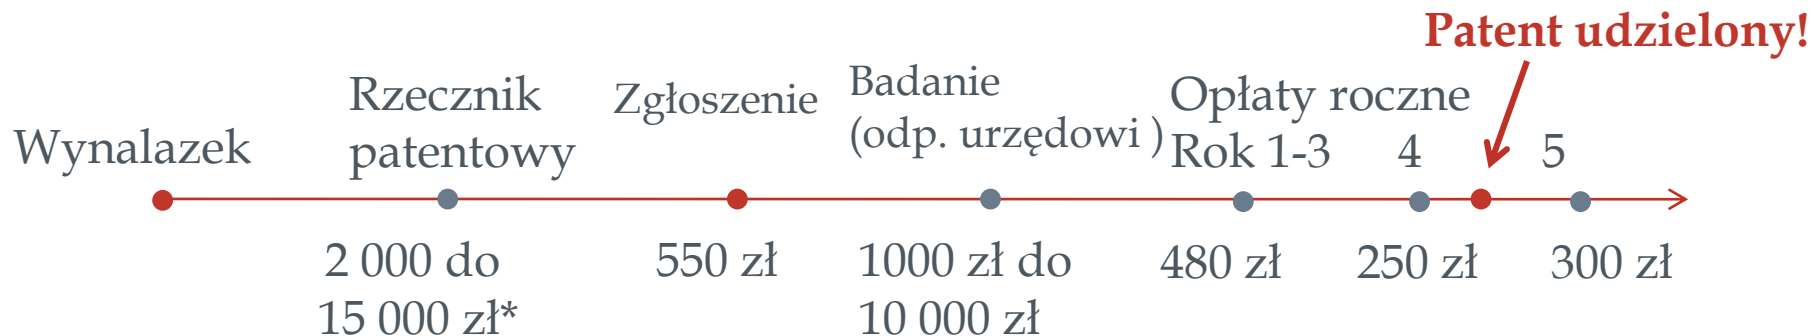 Patent udzielony!
Wynalazek
Rzecznik
patentowy
Zgłoszenie
Badanie
(odp. urzędowi )
Opłaty roczne
Rok 1-3 4 5
2 000 do
15 000 zł*
550 zł
1000 zł do
10 000 zł
480 zł
250 zł
300 zł